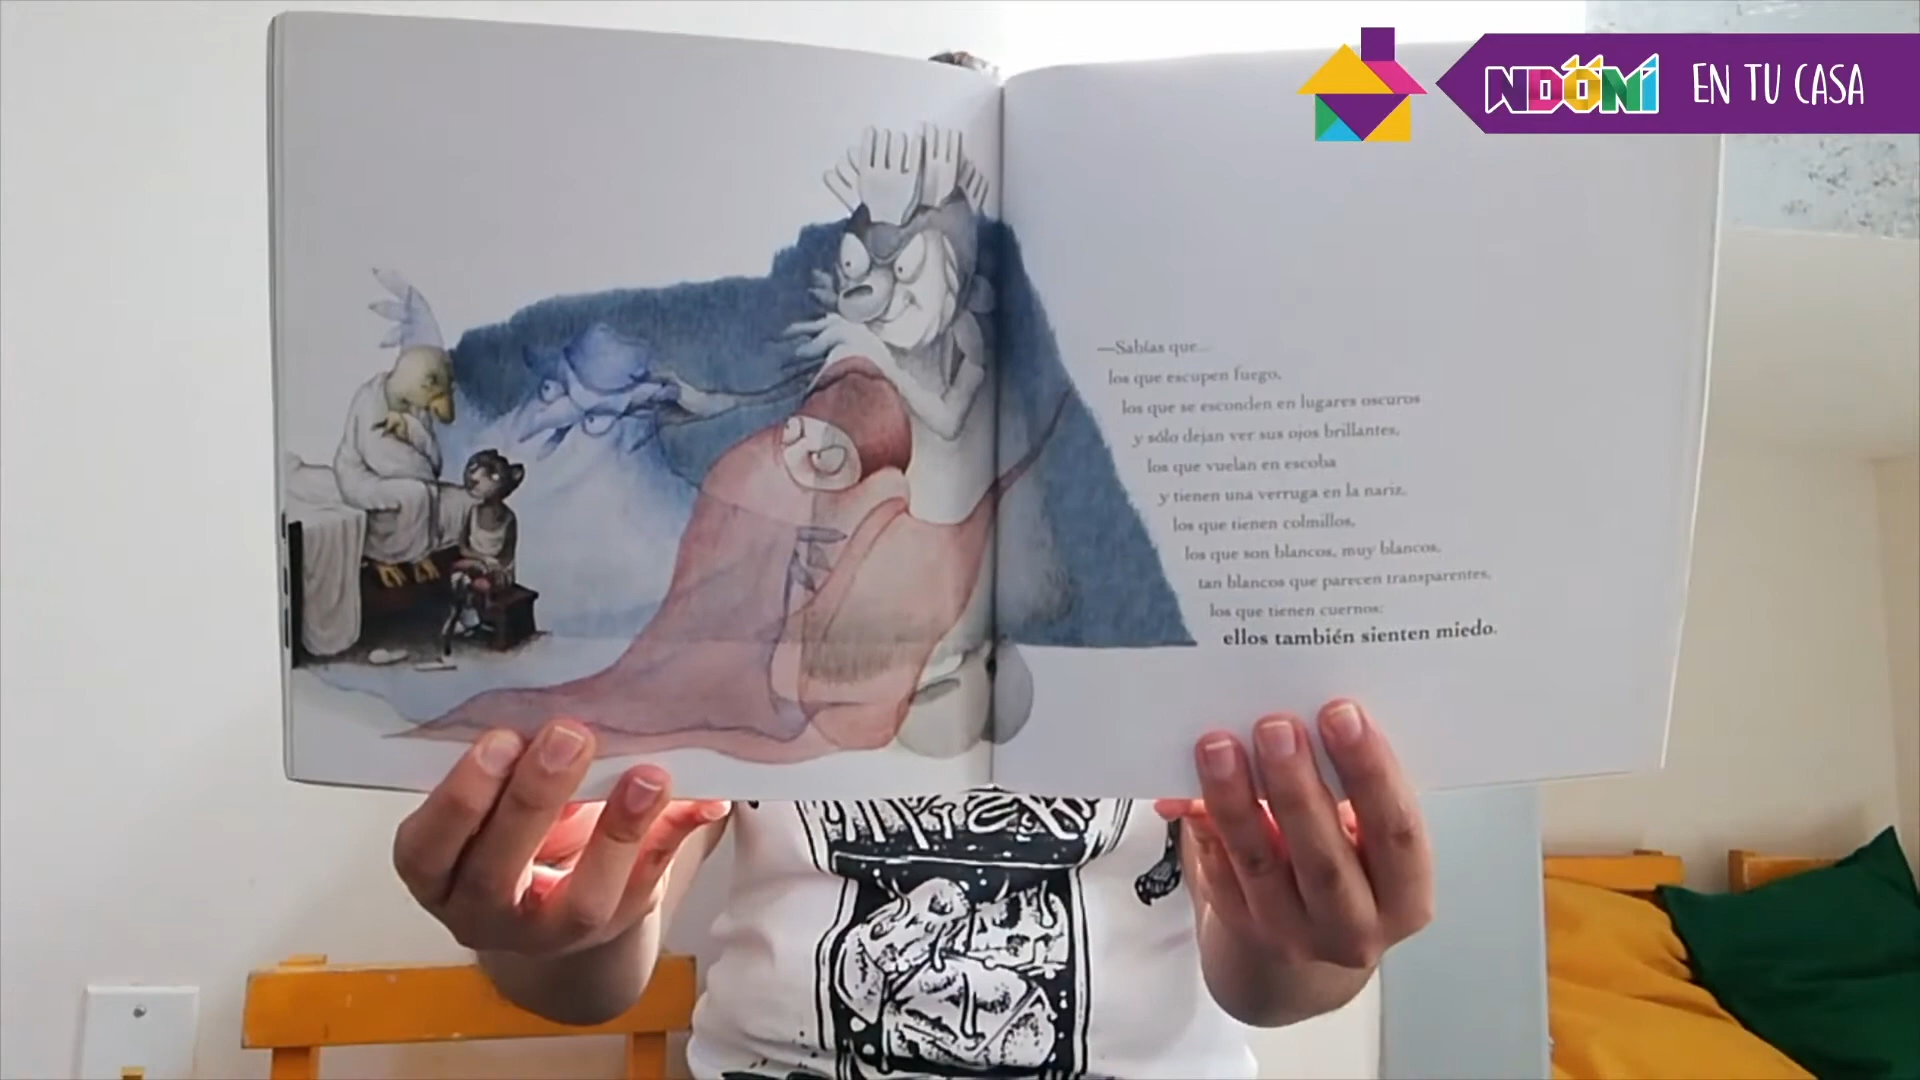 NDÖNI EN TU CASA
—Sabías que...
los que escupen fuego,
los que se esconden en lugares oscuros
y sólo dejan ver sus ojos brillantes,
los que vuelan en escoba
y tienen una verruga en la nariz,
los que tienen colmillos,
los que son blancos, muy blancos,
tan blancos que parecen transparentes,
los que tienen cuernos:
ellos también sienten miedo.